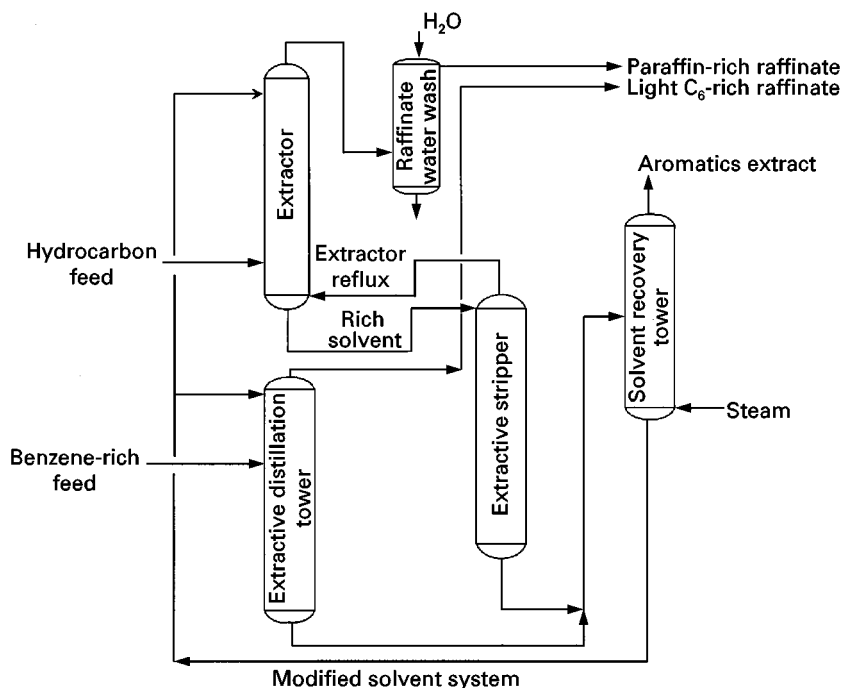 H₂O
Paraffin-rich raffinate
Light C₆-rich raffinate
Raffinate
water wash
Extractor
Aromatics extract
Hydrocarbon
feed
Extractor
reflux
Rich
solvent
Solvent recovery
tower
Steam
Extractive stripper
Benzene-rich
feed
Extractive distillation
tower
Modified solvent system